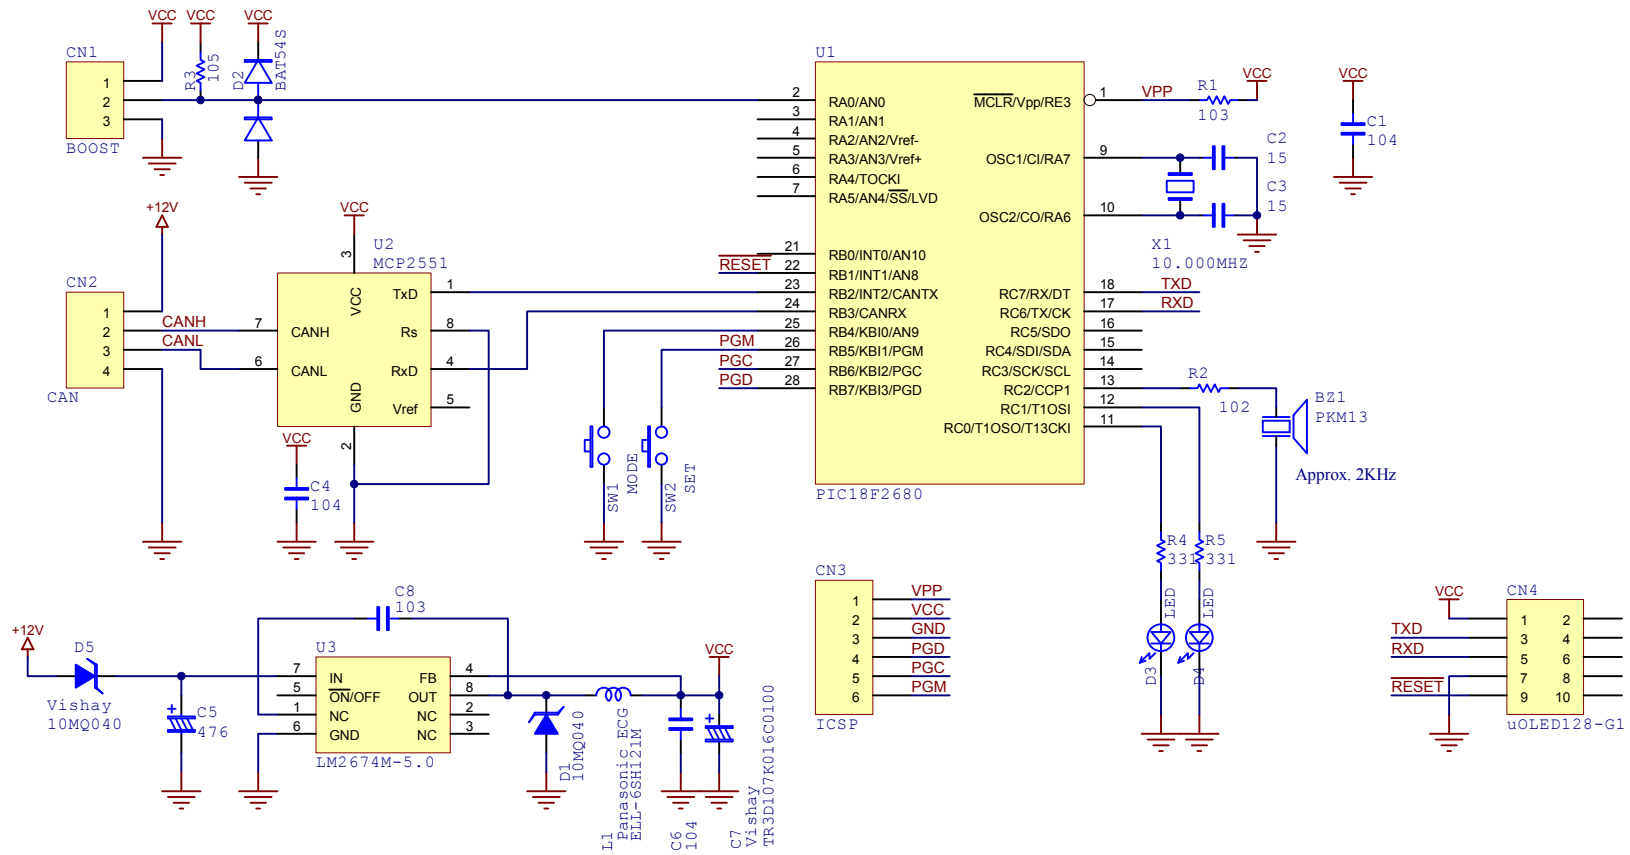 VCC
VCC
VCC
CN1
1
2
3
BOOST
R3
105
D2
BAT54S
U1
2
RA0/AN0
3
RA1/AN1
4
RA2/AN2/Vref-
5
RA3/AN3/Vref+
6
RA4/TOCKI
7
RA5/AN4/SS/LVD
21
RB0/INT0/AN10
RESET
22
RB1/INT1/AN8
23
RB2/INT2/CANTX
24
RB3/CANRX
25
RB4/KBI0/AN9
PGM
26
RB5/KBI1/PGM
PGC
27
RB6/KBI2/PGC
PGD
28
RB7/KBI3/PGD
MCLR/Vpp/RE3
1
VPP
R1
103
VCC
OSC1/CI/RA7
9
OSC2/CO/RA6
10
C2
15
C3
15
X1
10.000MHZ
RC7/RX/DT
18
TXD
RC6/TX/CK
17
RXD
RC5/SDO
16
RC4/SDI/SDA
15
RC3/SCK/SCL
14
RC2/CCP1
13
RC1/T1OSI
12
RC0/T1OSO/T13CKI
11
PIC18F2680
VCC
C1
104
R2
102
BZ1
PKM13
Approx. 2KHz
+12V
CN2
1
2
3
4
CAN
CANH
CANL
VCC
3
U2
MCP2551
VCC
TxD
1
7
CANH
Rs
8
6
CANL
RxD
4
GND
Vref
5
2
VCC
C4
104
SW1
MODE
SW2
SET
R4
331
R5
331
LED
D3
LED
D4
+12V
D5
Vishay
10MQ040
C5
476
C8
103
U3
7
IN
5
ON/OFF
1
NC
6
GND
FB
4
OUT
8
NC
2
NC
3
LM2674M-5.0
D1
10MQ040
L1
Panasonic ECG
ELL-6SH121M
VCC
C6
104
C7
Vishay
TR3D107K016C0100
CN3
1
VPP
2
VCC
3
GND
4
PGD
5
PGC
6
PGM
ICSP
VCC
CN4
1
2
TXD
3
4
RXD
5
6
7
8
RESET
9
10
uOLED128-G1